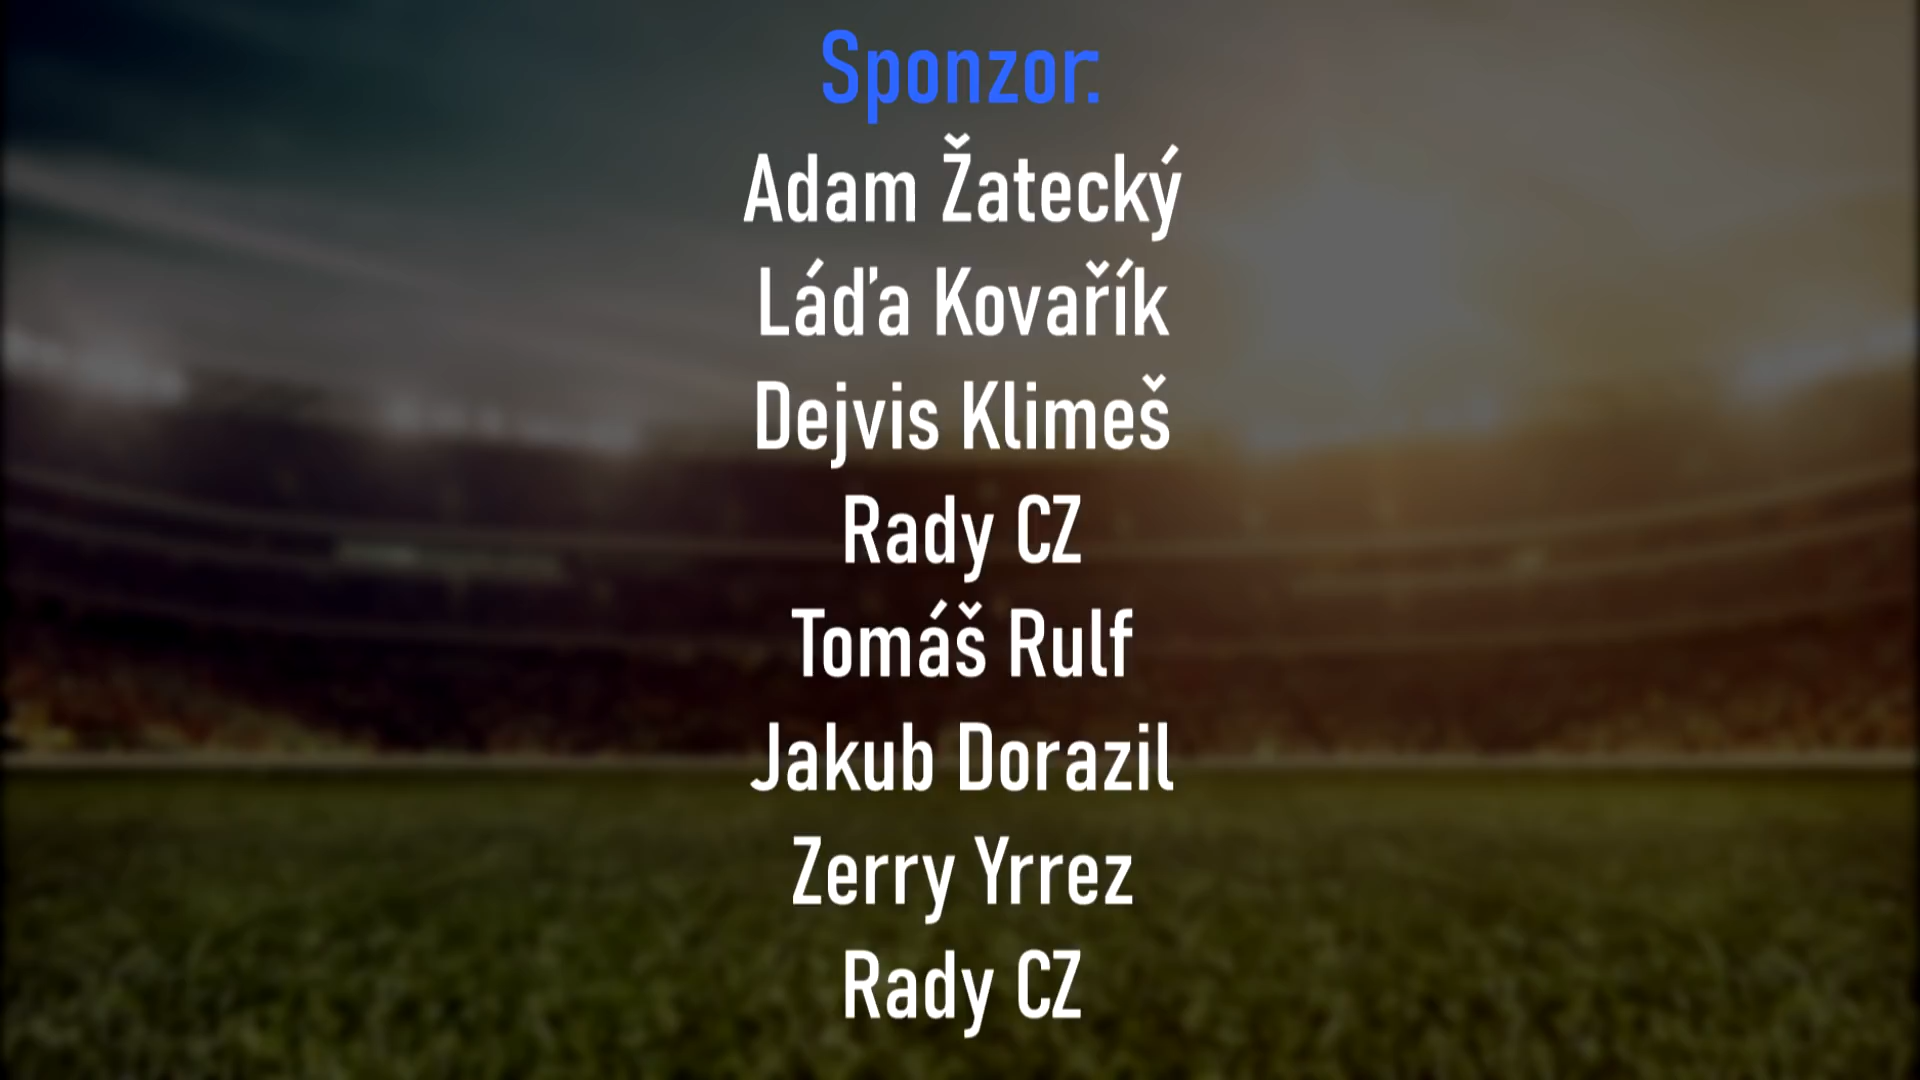 Sponzor:
Adam Žatecký
Láďa Kovařík
Dejvis Klimeš
Rady CZ
Tomáš Rulf
Jakub Dorazil
Zerry Yrrez
Rady CZ